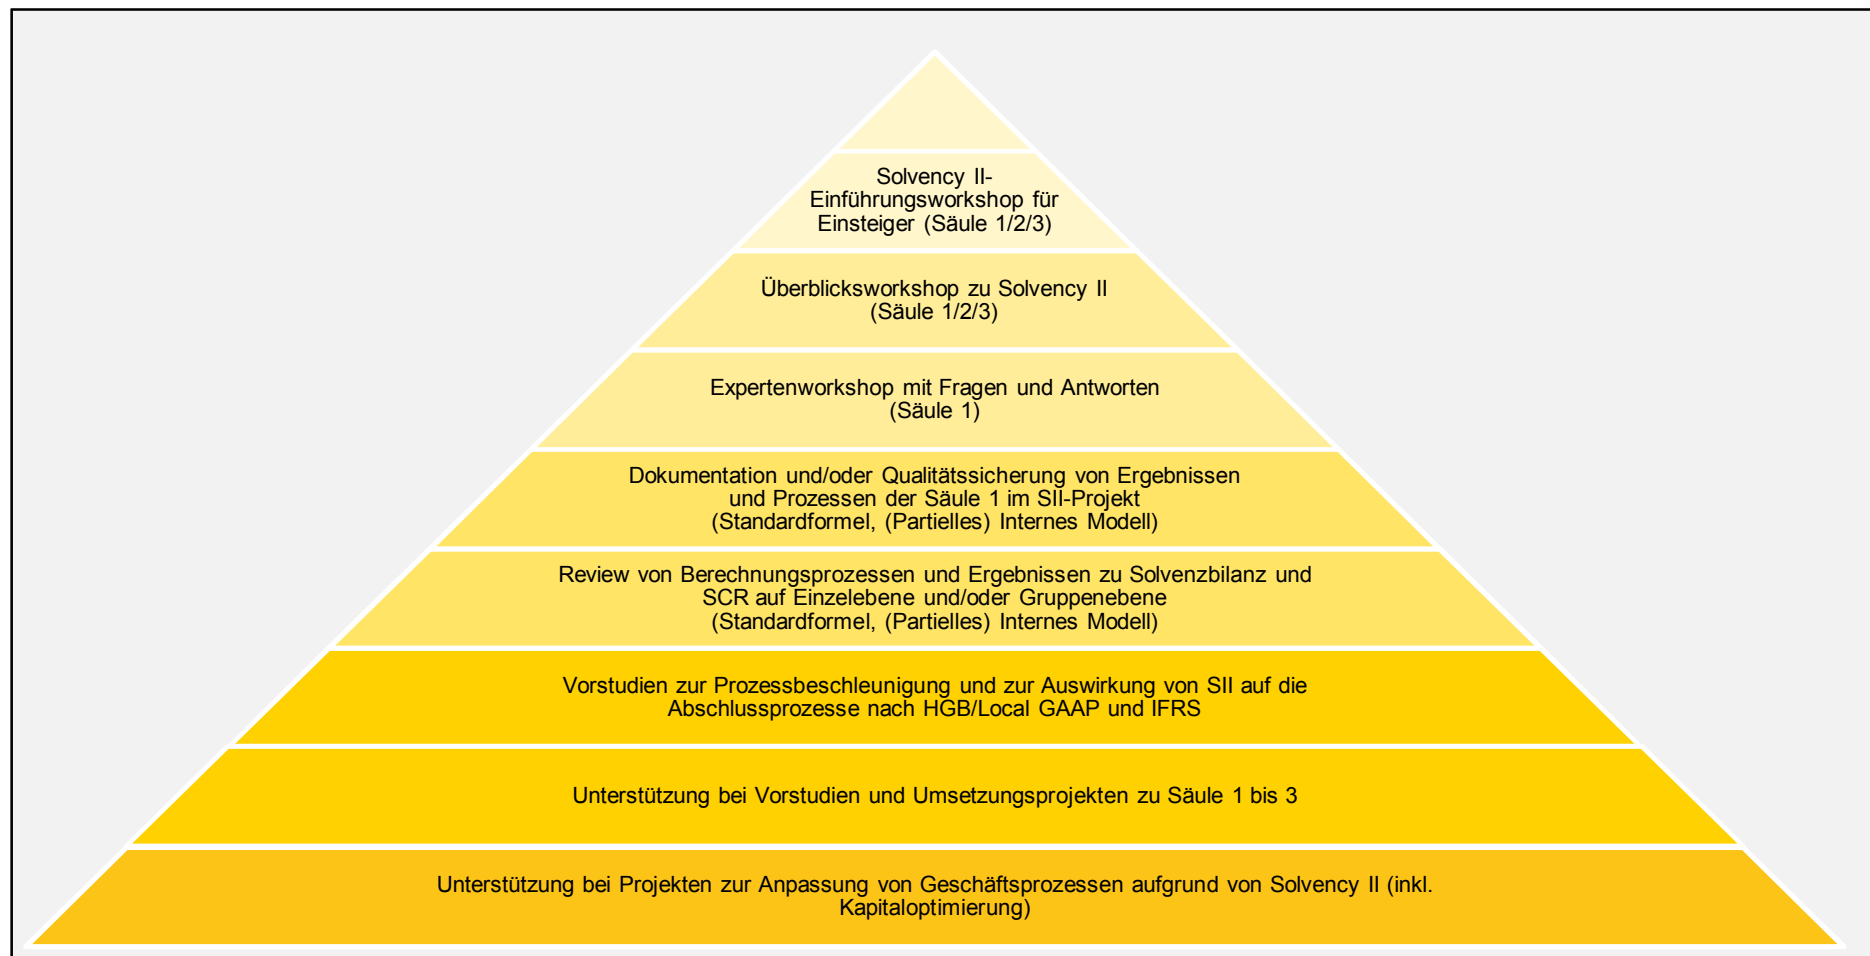 Solvency II-
Einführungsworkshop für
Einsteiger (Säule 1/2/3)
Überblicksworkshop zu Solvency II
(Säule 1/2/3)
Expertenworkshop mit Fragen und Antworten
(Säule 1)
Dokumentation und/oder Qualitätssicherung von Ergebnissen
und Prozessen der Säule 1 im SII-Projekt
(Standardformel, (Partielles) Internes Modell)
Review von Berechnungsprozessen und Ergebnissen zu Solvenzbilanz und
SCR auf Einzelebene und/oder Gruppenebene
(Standardformel, (Partielles) Internes Modell)
Vorstudien zur Prozessbeschleunigung und zur Auswirkung von SII auf die
Abschlussprozesse nach HGB/Local GAAP und IFRS
Unterstützung bei Vorstudien und Umsetzungsprojekten zu Säule 1 bis 3
Unterstützung bei Projekten zur Anpassung von Geschäftsprozessen aufgrund von Solvency II (inkl.
Kapitaloptimierung)